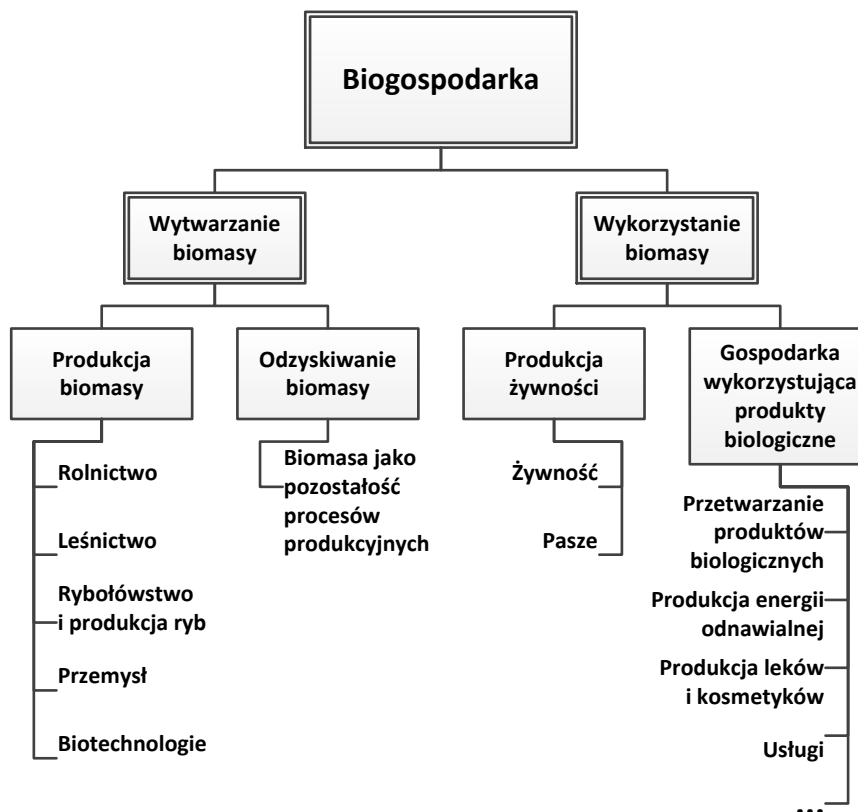 Biogospodarka
Wytwarzanie
biomasy
Wykorzystanie
biomasy
Produkcja
biomasy
Odzyskiwanie
biomasy
Produkcja
żywności
Gospodarka
wykorzystująca
produkty
biologiczne
Rolnictwo
Leśnictwo
Rybołówstwo
i produkcja ryb
Przemysł
Biotechnologie
Biomasa jako
pozostałość
procesów
produkcyjnych
Żywność
Pasze
Przetwarzanie
produktów
biologicznych
Produkcja energii
odnawialnej
Produkcja leków
i kosmetyków
Usługi
...